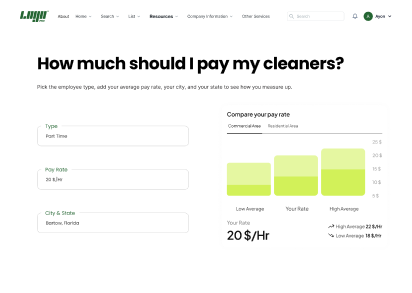 LMN
About Home Search List Resources Company Information Other Services Search A Ayon
How much should I pay my cleaners?
Pick the employee type, add your average pay rate, your city, and your state to see how you measure up.
Type
Part Time
Pay Rate
20 $/Hr
City & State
Bartow, Florida
Compare your pay rate
Commercial Area Residential Area
25 $
20 $
15 $
10 $
5 $
Low Average Your Rate High Average
Your Rate
20 $/Hr
High Average 22 $/Hr
Low Average 18 $/Hr